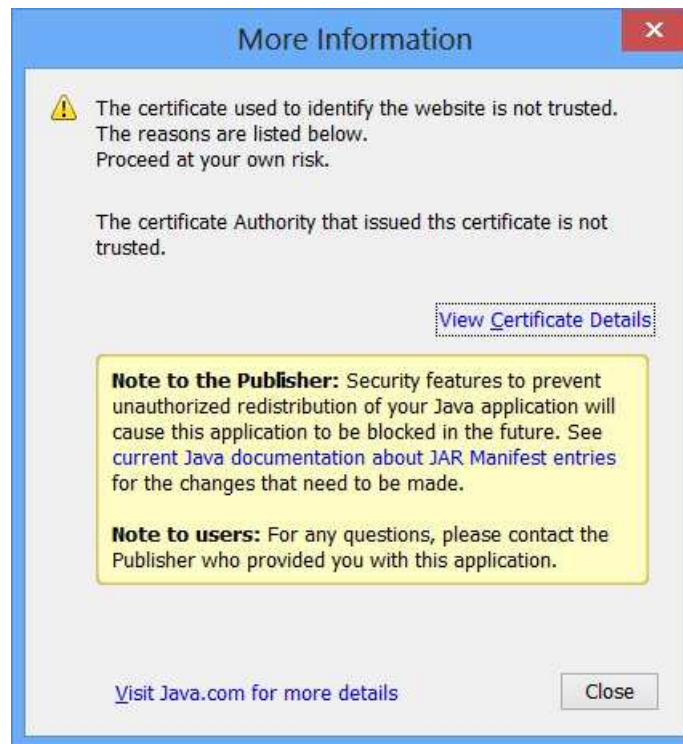 More Information
The certificate used to identify the website is not trusted.
The reasons are listed below.
Proceed at your own risk.
The certificate Authority that issued ths certificate is not
trusted.
View Certificate Details
Note to the Publisher: Security features to prevent
unauthorized redistribution of your Java application will
cause this application to be blocked in the future. See
current Java documentation about JAR Manifest entries
for the changes that need to be made.
Note to users: For any questions, please contact the
Publisher who provided you with this application.
Visit Java.com for more details
Close